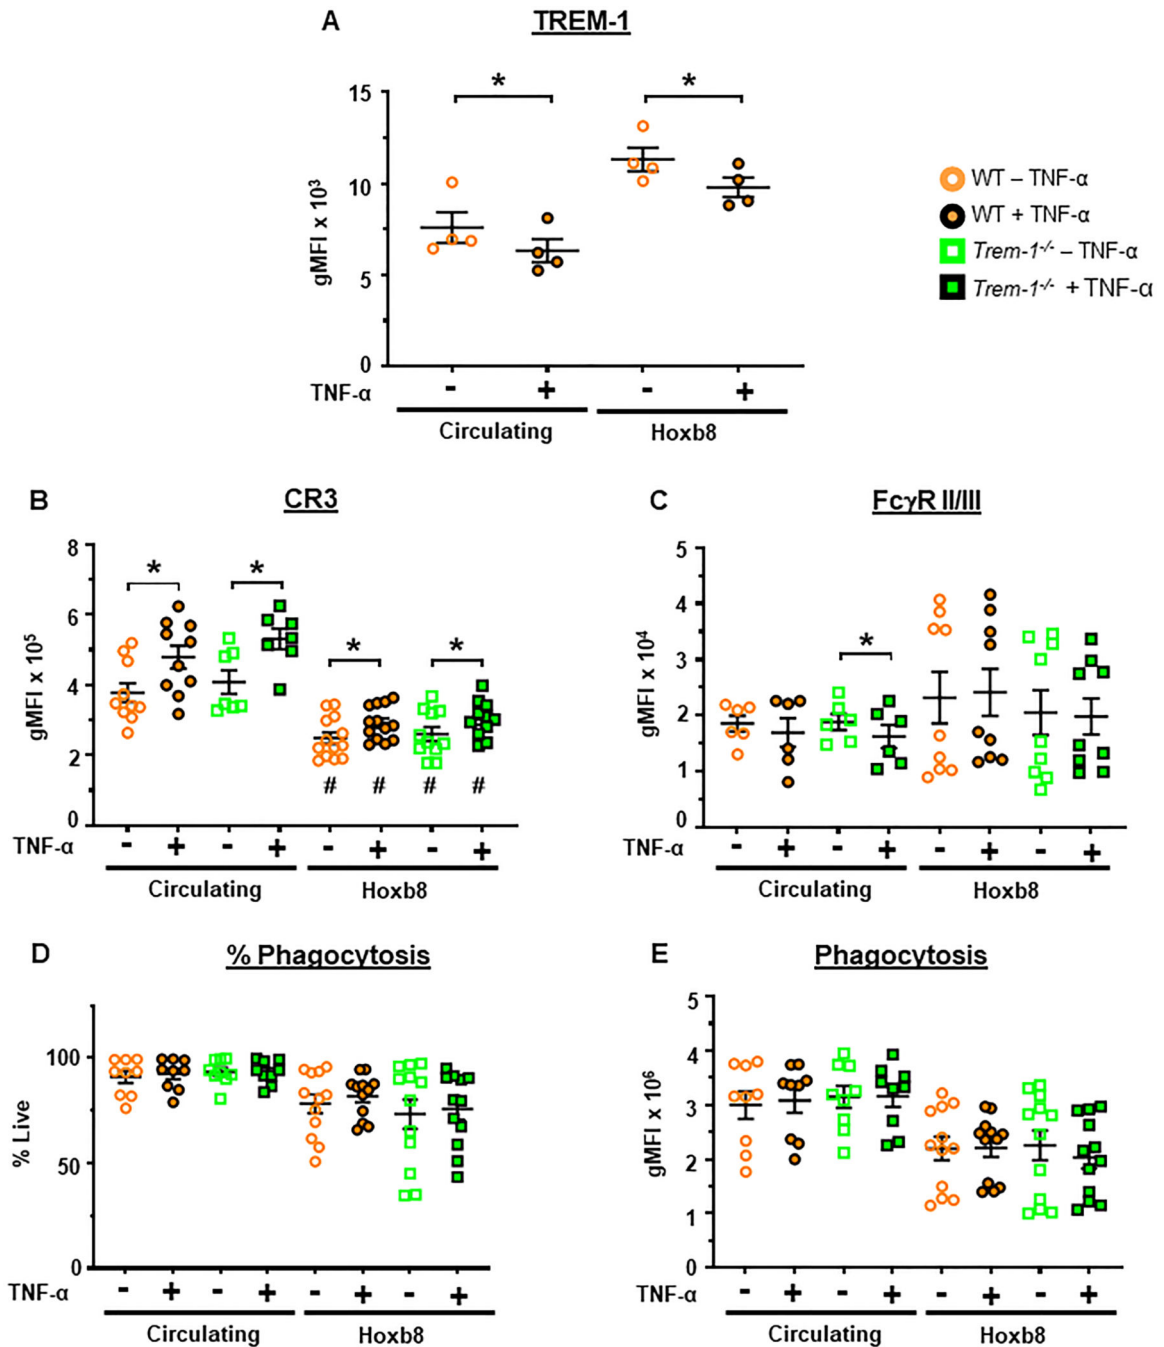 A TREM-1
* *
15
10
5
0
gMFI x 10³
TNF-α - + - +
Circulating Hoxb8
WT – TNF-α
WT + TNF-α
Trem-1-/- – TNF-α
Trem-1-/- + TNF-α
B CR3
8
6
4
2
0
gMFI x 10⁵
* * * *
# # # #
TNF-α - + - + - + - +
Circulating Hoxb8
C FcγR II/III
5
4
3
2
1
0
gMFI x 10⁴
*
TNF-α - + - + - + - +
Circulating Hoxb8
D % Phagocytosis
100
50
0
% Live
TNF-α - + - + - + - +
Circulating Hoxb8
E Phagocytosis
5
4
3
2
1
0
gMFI x 10⁶
TNF-α - + - + - + - +
Circulating Hoxb8